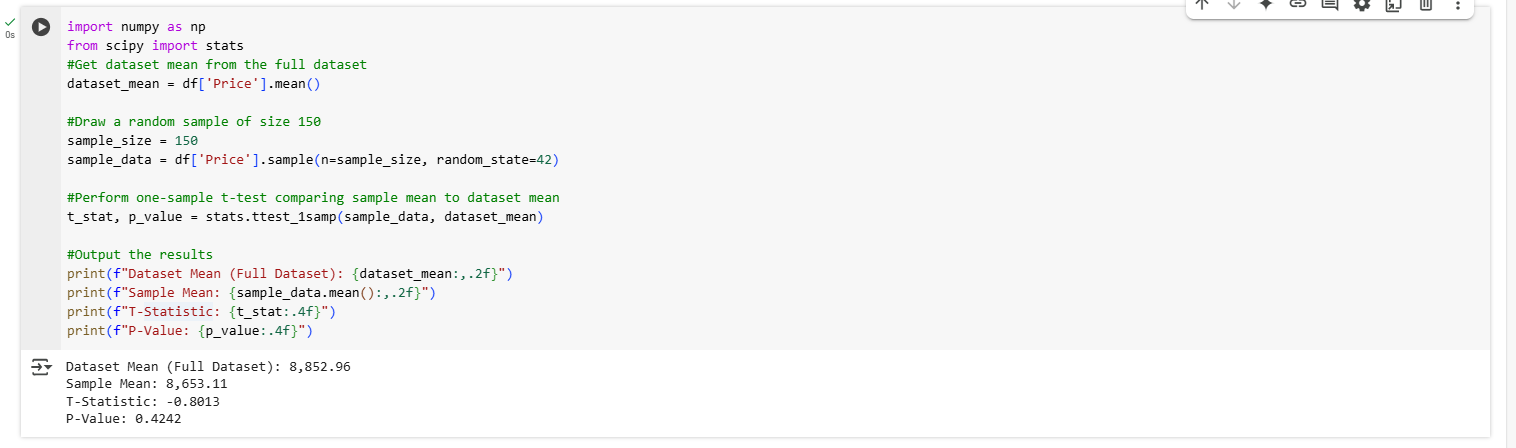 0s
import numpy as np
from scipy import stats
#Get dataset mean from the full dataset
dataset_mean = df['Price'].mean()
#Draw a random sample of size 150
sample_size = 150
sample_data = df['Price'].sample(n=sample_size, random_state=42)
#Perform one-sample t-test comparing sample mean to dataset mean
t_stat, p_value = stats.ttest_1samp(sample_data, dataset_mean)
#Output the results
print(f"Dataset Mean (Full Dataset): {dataset_mean:,.2f}")
print(f"Sample Mean: {sample_data.mean():,.2f}")
print(f"T-Statistic: {t_stat:.4f}")
print(f"P-Value: {p_value:.4f}")
Dataset Mean (Full Dataset): 8,852.96
Sample Mean: 8,653.11
T-Statistic: -0.8013
P-Value: 0.4242